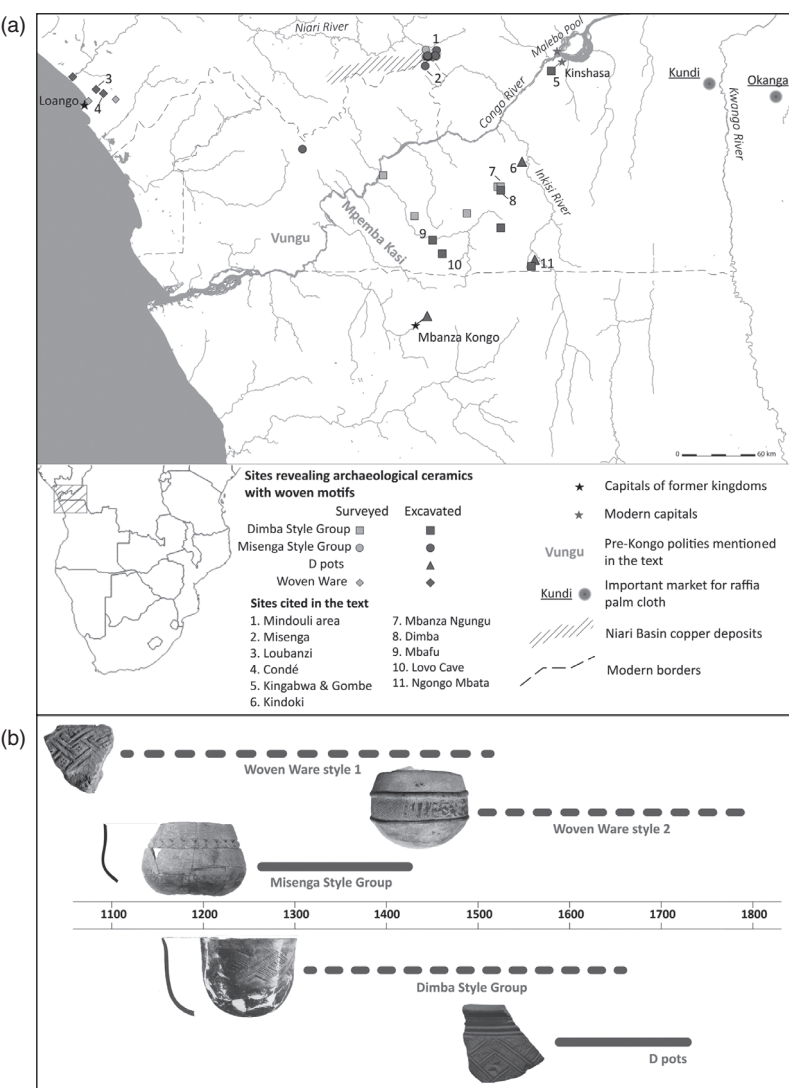 (a)
Niari River
Malebo Pool
1
2
3
4
Loango
Kinshasa
5
Kundi
Okanga
Congo River
Kwango River
6
Inkisi River
7
8
Mpemba Kasi
Vungu
9
10
11
Mbanza Kongo
0
60 km
Sites revealing archaeological ceramics
with woven motifs
Surveyed Excavated
Dimba Style Group
Misenga Style Group
D pots
Woven Ware
Sites cited in the text
1. Mindouli area
2. Misenga
3. Loubanzi
4. Condé
5. Kingabwa & Gombe
6. Kindoki
7. Mbanza Ngungu
8. Dimba
9. Mbafu
10. Lovo Cave
11. Ngongo Mbata
Capitals of former kingdoms
Modern capitals
Vungu
Pre-Kongo polities mentioned
in the text
Kundi
Important market for raffia
palm cloth
Niari Basin copper deposits
Modern borders
(b)
Woven Ware style 1
Woven Ware style 2
Misenga Style Group
1100 1200 1300 1400 1500 1600 1700 1800
Dimba Style Group
D pots